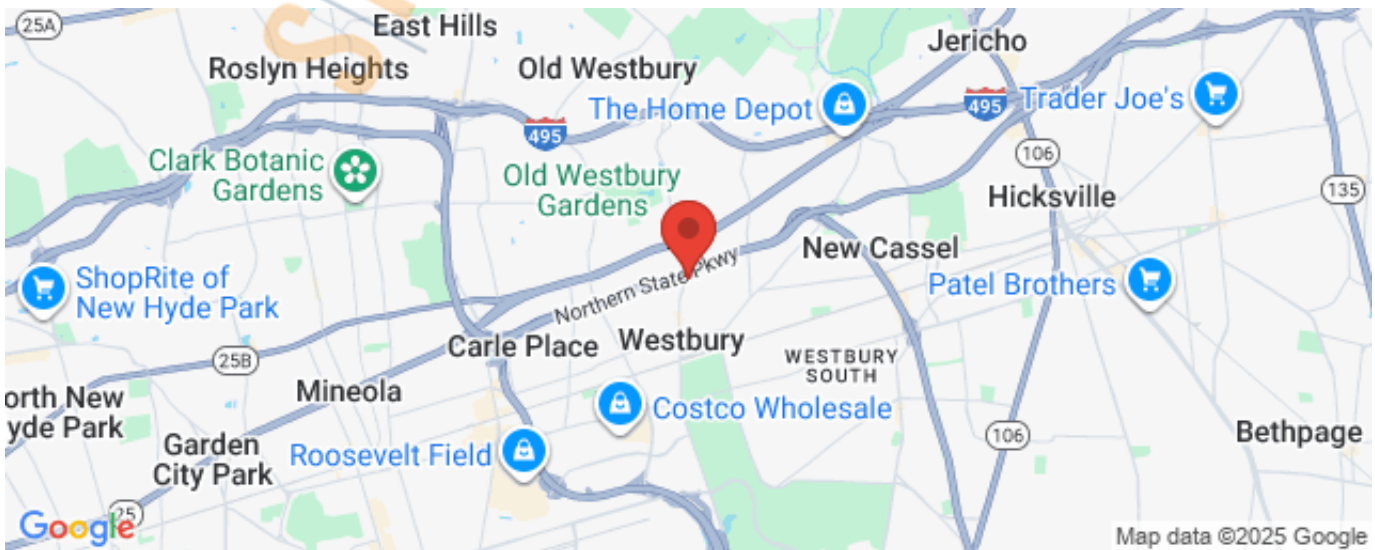 25A
East Hills
Jericho
Roslyn Heights
Old Westbury
The Home Depot
495
Trader Joe's
495
Clark Botanic
Gardens
106
Old Westbury
Gardens
Hicksville
135
New Cassel
Northern State Pkwy
ShopRite of
New Hyde Park
Patel Brothers
Carle Place
Westbury
25B
WESTBURY
SOUTH
Mineola
orth New
yde Park
Costco Wholesale
Garden
City Park
Roosevelt Field
106
Bethpage
25
Google
Map data ©2025 Google